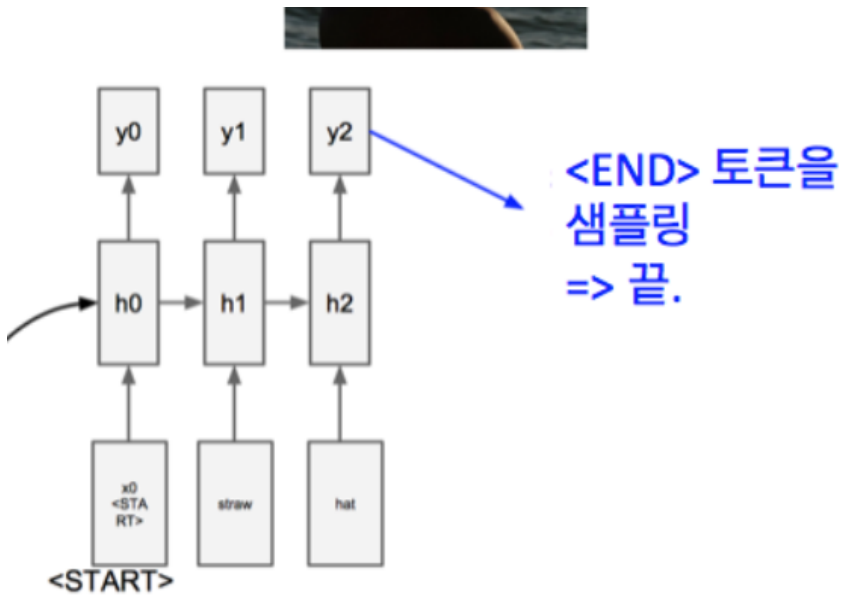 y0
y1
y2
<END> 토큰을
샘플링
=> 끝.
h0
h1
h2
x0
<STA
RT>
straw
hat
<START>